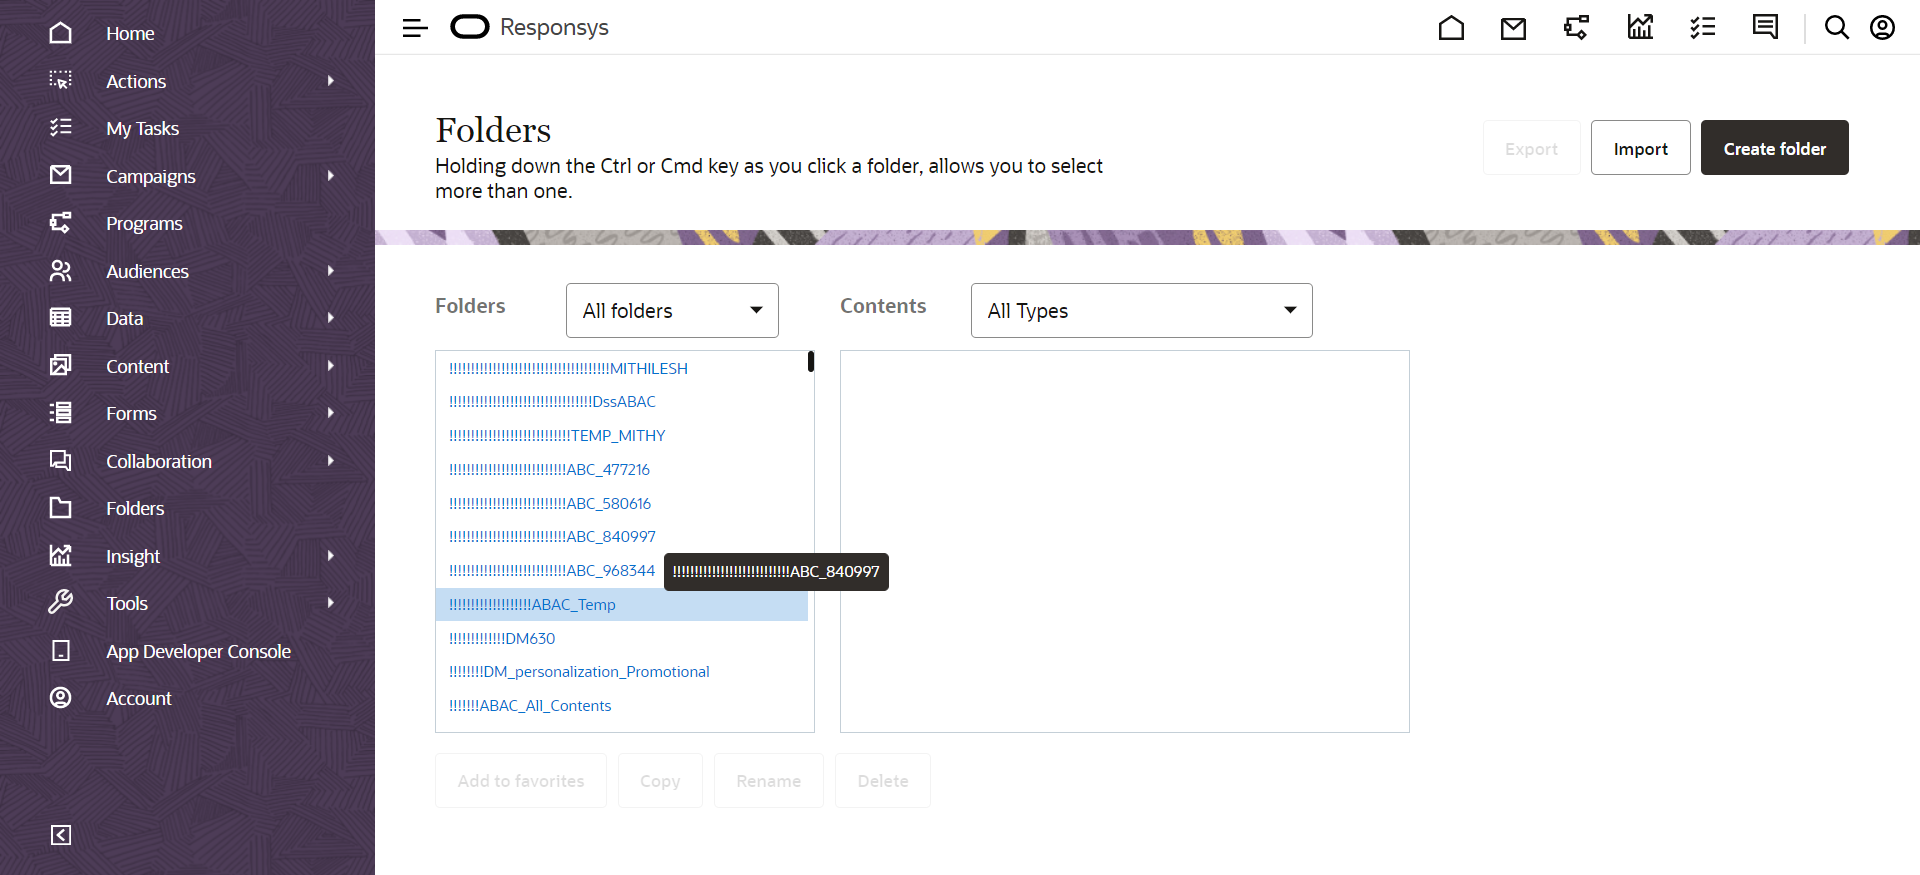 Home
Actions
My Tasks
Campaigns
Programs
Audiences
Data
Content
Forms
Collaboration
Folders
Insight
Tools
App Developer Console
Account
Responsys
Folders
Holding down the Ctrl or Cmd key as you click a folder, allows you to select
more than one.
Export
Import
Create folder
Folders
All folders
Contents
All Types
!!!!!!!!!!!!!!!!!!!!!!!!!!!!!!!!!!!!!MITHILESH
!!!!!!!!!!!!!!!!!!!!!!!!!!!!!!!!!DssABAC
!!!!!!!!!!!!!!!!!!!!!!!!!!!!TEMP_MITHY
!!!!!!!!!!!!!!!!!!!!!!!!!!!ABC_477216
!!!!!!!!!!!!!!!!!!!!!!!!!!!ABC_580616
!!!!!!!!!!!!!!!!!!!!!!!!!!!ABC_840997
!!!!!!!!!!!!!!!!!!!!!!!!!!!ABC_968344
!!!!!!!!!!!!!!!!!!!!!!!!!!!ABC_840997
!!!!!!!!!!!!!!!!!!!ABAC_Temp
!!!!!!!!!!!!!DM630
!!!!!!!!DM_personalization_Promotional
!!!!!!!ABAC_All_Contents
Add to favorites
Copy
Rename
Delete